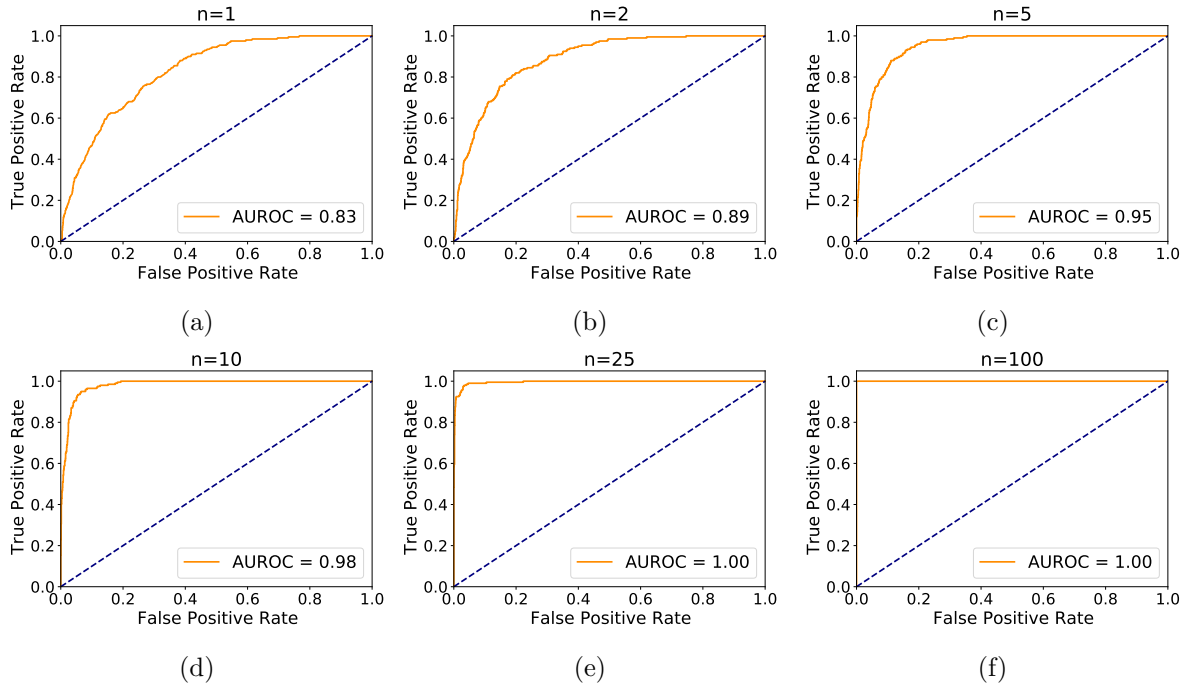 n=1
1.0
0.8
0.6
0.4
0.2
0.0
True Positive Rate
AUROC = 0.83
0.0 0.2 0.4 0.6 0.8 1.0
False Positive Rate
(a)
n=2
1.0
0.8
0.6
0.4
0.2
0.0
True Positive Rate
AUROC = 0.89
0.0 0.2 0.4 0.6 0.8 1.0
False Positive Rate
(b)
n=5
1.0
0.8
0.6
0.4
0.2
0.0
True Positive Rate
AUROC = 0.95
0.0 0.2 0.4 0.6 0.8 1.0
False Positive Rate
(c)
n=10
1.0
0.8
0.6
0.4
0.2
0.0
True Positive Rate
AUROC = 0.98
0.0 0.2 0.4 0.6 0.8 1.0
False Positive Rate
(d)
n=25
1.0
0.8
0.6
0.4
0.2
0.0
True Positive Rate
AUROC = 1.00
0.0 0.2 0.4 0.6 0.8 1.0
False Positive Rate
(e)
n=100
1.0
0.8
0.6
0.4
0.2
0.0
True Positive Rate
AUROC = 1.00
0.0 0.2 0.4 0.6 0.8 1.0
False Positive Rate
(f)